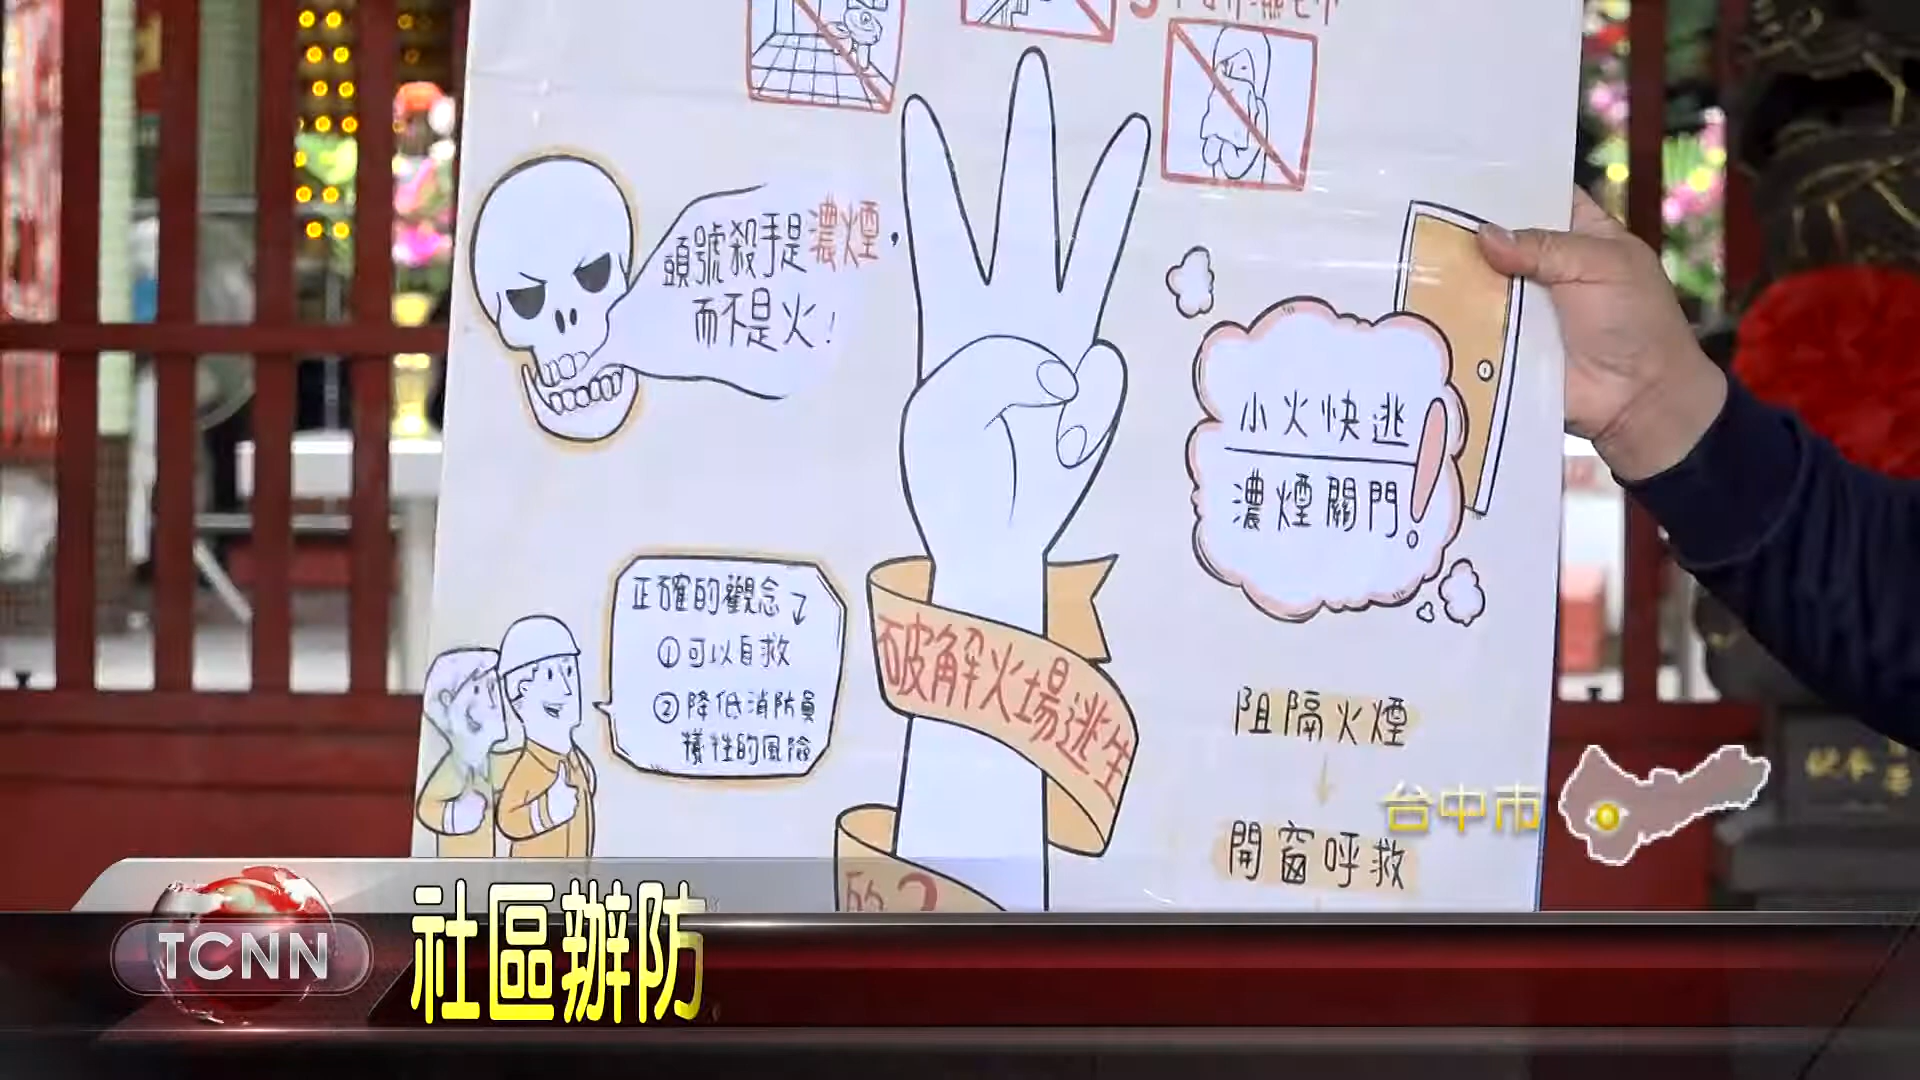 頭號殺手是濃煙，
而不是火！
小火快逃
濃煙關門！
正確的觀念
①可以自救
②降低消防員
犧牲的風險
破解火場逃生
的?
阻隔火煙
開窗呼救
台中市
TCNN
社區辦防